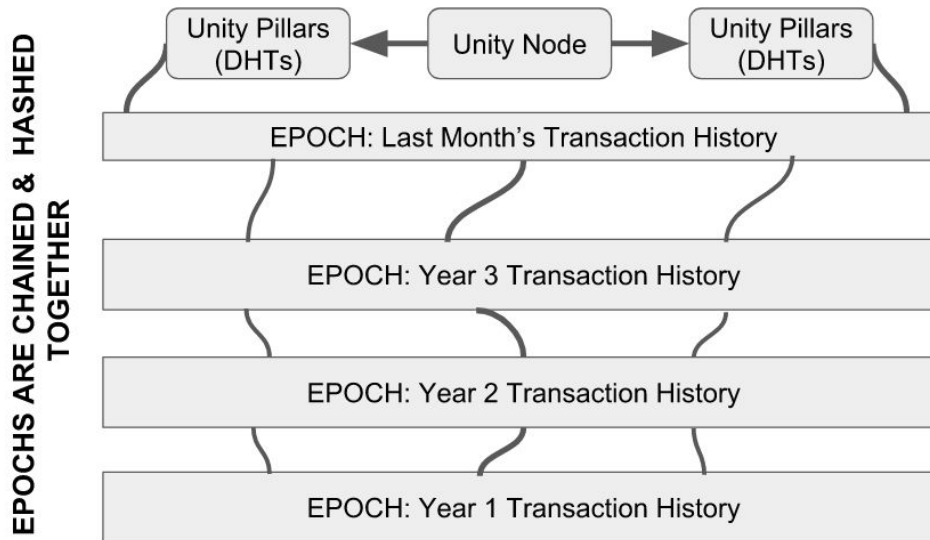 EPOCHS ARE CHAINED & HASHED
TOGETHER
Unity Pillars
(DHTs)
Unity Node
Unity Pillars
(DHTs)
EPOCH: Last Month’s Transaction History
EPOCH: Year 3 Transaction History
EPOCH: Year 2 Transaction History
EPOCH: Year 1 Transaction History